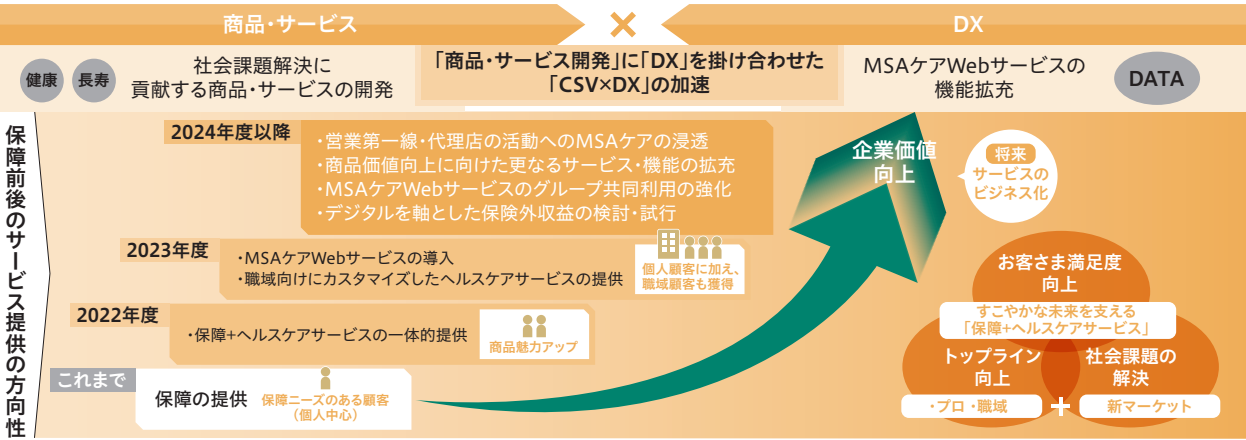 商品・サービス
×
DX
健康
長寿
社会課題解決に
貢献する商品・サービスの開発
「商品・サービス開発」に「DX」を掛け合わせた
「CSV×DX」の加速
MSAケアWebサービスの
機能拡充
DATA
保障前後のサービス提供の方向性
2024年度以降
・営業第一線・代理店の活動へのMSAケアの浸透
・商品価値向上に向けた更なるサービス・機能の拡充
・MSAケアWebサービスのグループ共同利用の強化
・デジタルを軸とした保険外収益の検討・試行
企業価値
向上
将来
サービスの
ビジネス化
2023年度
・MSAケアWebサービスの導入
・職域向けにカスタマイズしたヘルスケアサービスの提供
個人顧客に加え、
職域顧客も獲得
2022年度
・保障+ヘルスケアサービスの一体的提供
商品魅力アップ
これまで
保障の提供
保障ニーズのある顧客
（個人中心）
お客さま満足度
向上
すこやかな未来を支える
「保障+ヘルスケアサービス」
トップライン
向上
社会課題の
解決
・プロ・職域
+
新マーケット